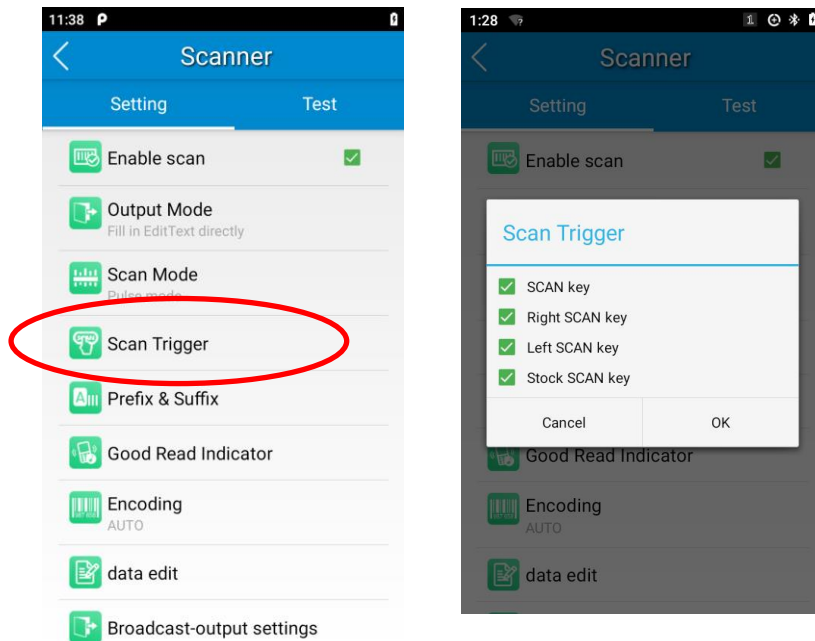 11:38
Scanner
Setting Test
Enable scan
Output Mode
Fill in EditText directly
Scan Mode
Pulse mode
Scan Trigger
Prefix & Suffix
Good Read Indicator
Encoding
AUTO
data edit
Broadcast-output settings
1:28 1
Scanner
Setting Test
Enable scan
Scan Trigger
SCAN key
Right SCAN key
Left SCAN key
Stock SCAN key
Cancel OK
Good Read Indicator
Encoding
AUTO
data edit